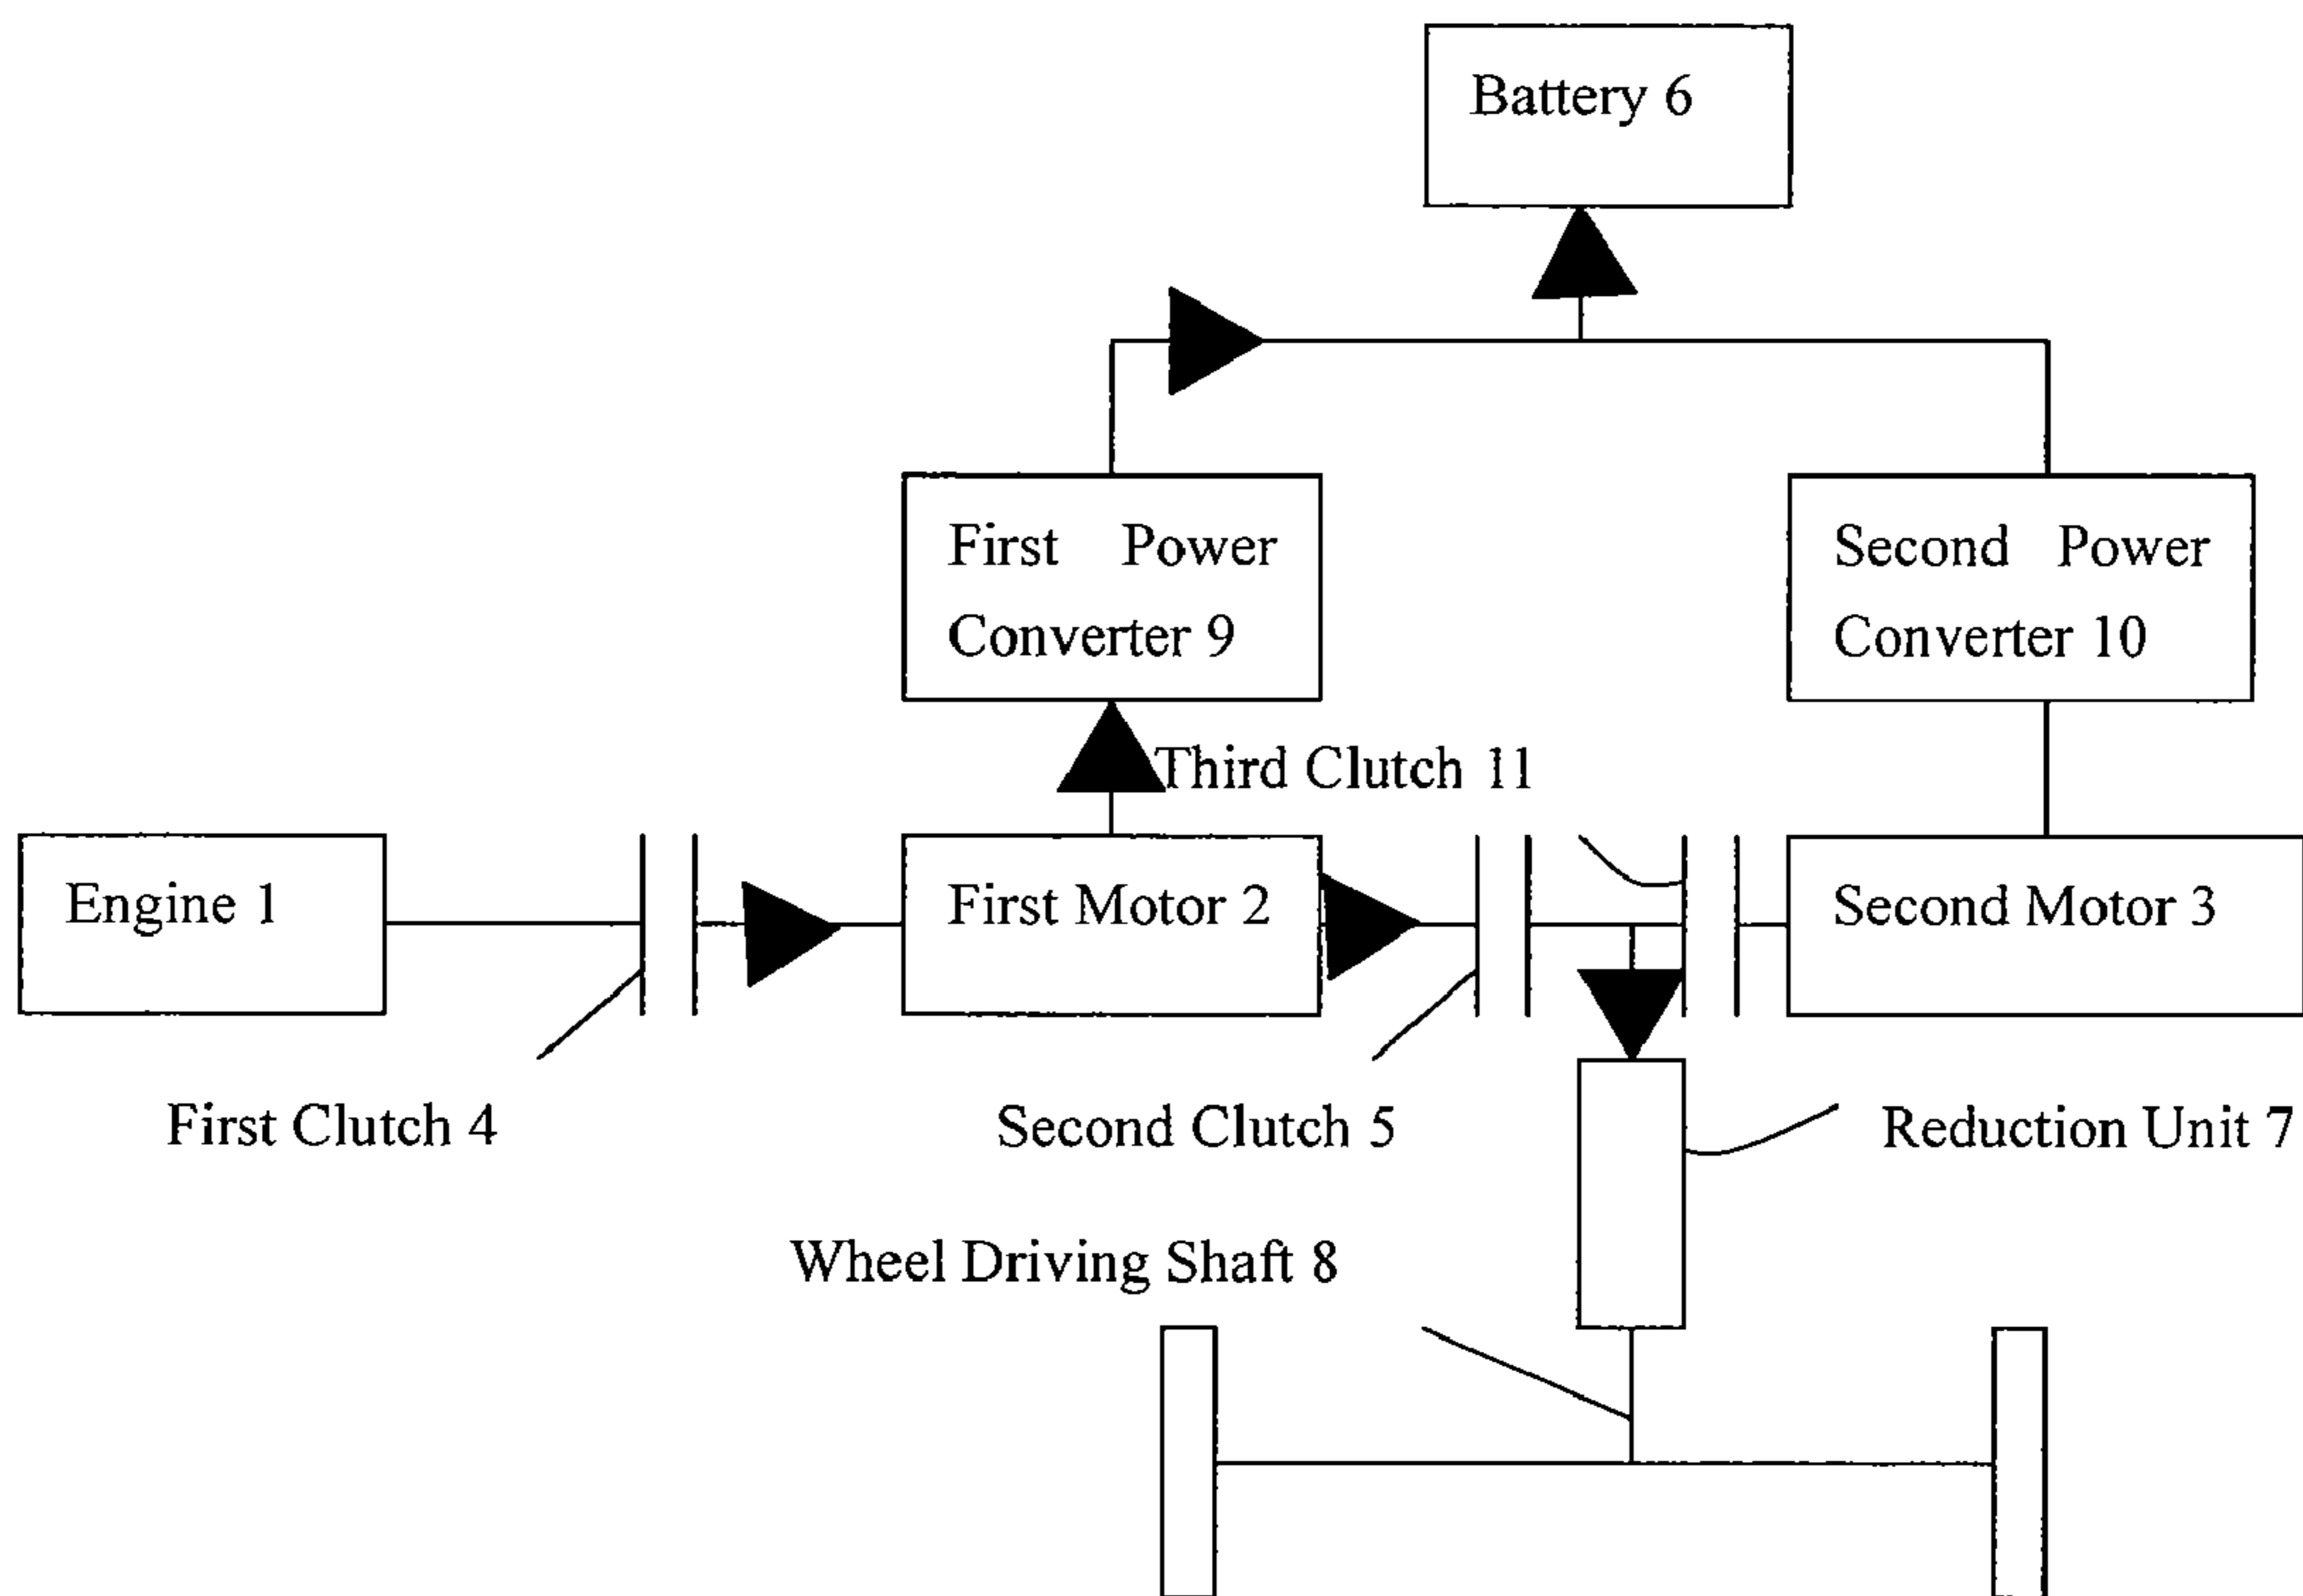 Battery 6
First Power
Converter 9
Second Power
Converter 10
Third Clutch 11
Engine 1
First Motor 2
Second Motor 3
First Clutch 4
Second Clutch 5
Reduction Unit 7
Wheel Driving Shaft 8